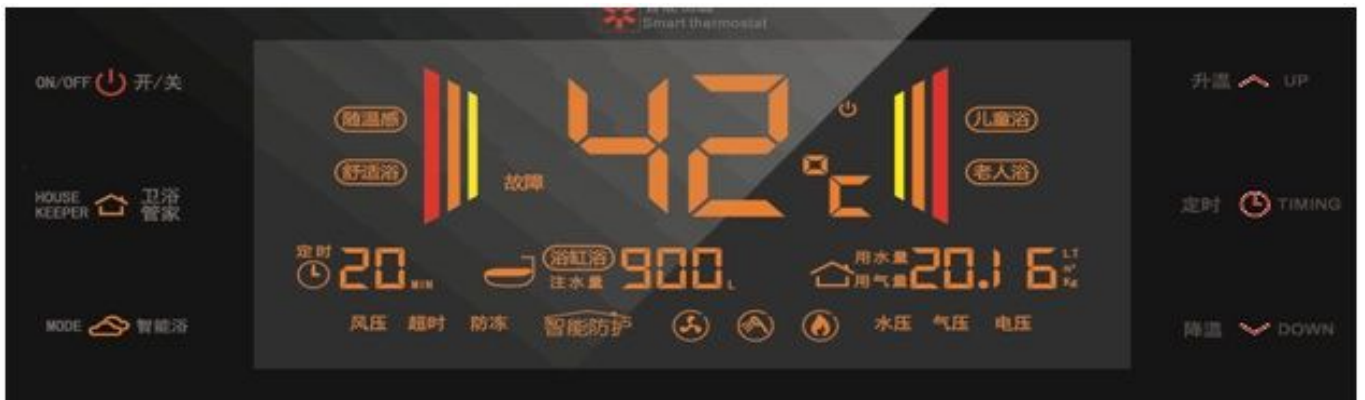 Smart thermostat
ON/OFF 开/关
HOUSE KEEPER 卫浴管家
MODE 智能浴
随温感
舒适浴
故障
42 ℃
儿童浴
老人浴
定时 20 MIN
浴缸浴
注水量 900 L
用水量
用气量 20.16 LT m³ Kg
风压 超时 防冻 智能防护 水压 气压 电压
升温 UP
定时 TIMING
降温 DOWN